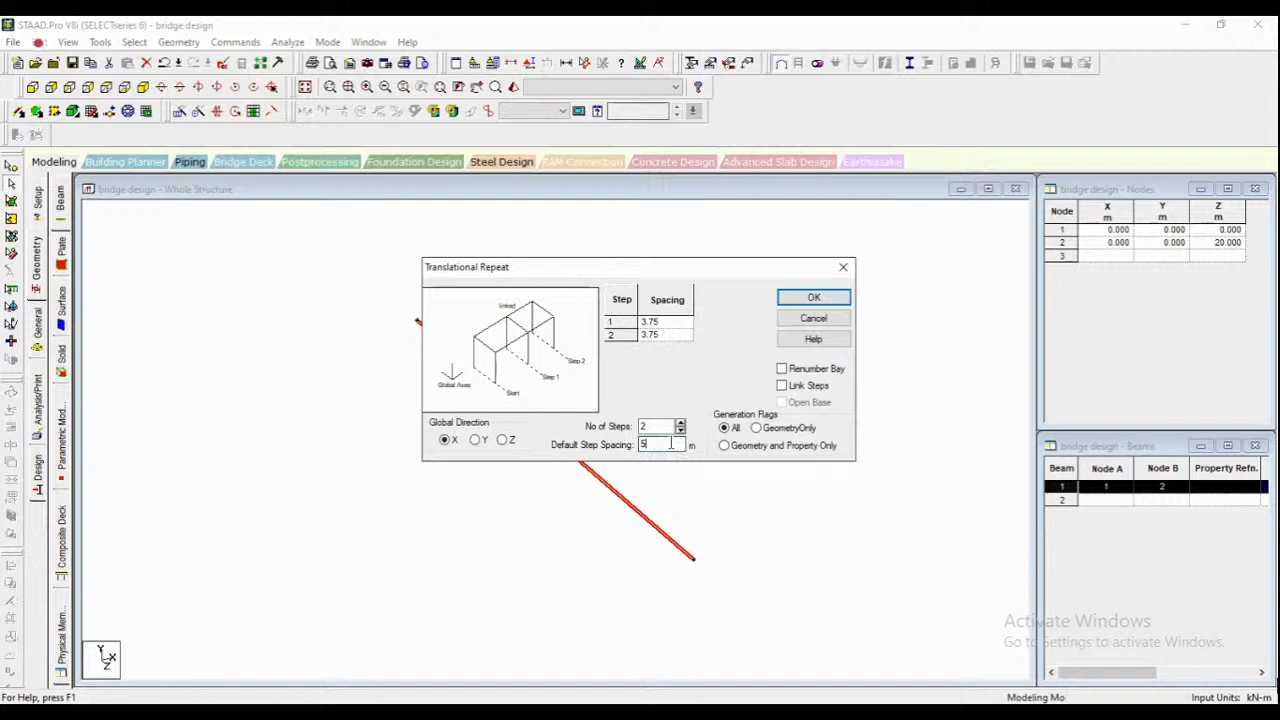 STAAD.Pro V8i (SELECTseries 6) - bridge design
File View Tools Select Geometry Commands Analyze Mode Window Help
Modeling Building Planner Piping Bridge Deck Postprocessing Foundation Design Steel Design RAM Connection Concrete Design Advanced Slab Design Earthquake
Setup
Geometry
General
Analysis/Print
Design
Beam
Plate
Surface
Solid
Parametric Mod...
Composite Deck
Physical Mem...
bridge design - Whole Structure
Translational Repeat
linked
Step 2
Step 1
Start
Global Axes
Step Spacing
1 3.75
2 3.75
OK
Cancel
Help
Renumber Bay
Link Steps
Open Base
Global Direction
X Y Z
No of Steps: 2
Default Step Spacing: 5 m
Generation Flags
All GeometryOnly
Geometry and Property Only
Y
X
Z
bridge design - Nodes
Node X m Y m Z m
1 0.000 0.000 0.000
2 0.000 0.000 20.000
3
bridge design - Beams
Beam Node A Node B Property Refn.
1 1 2
2
Activate Windows
Go to Settings to activate Windows.
For Help, press F1
Modeling Mo
Input Units: kN-m